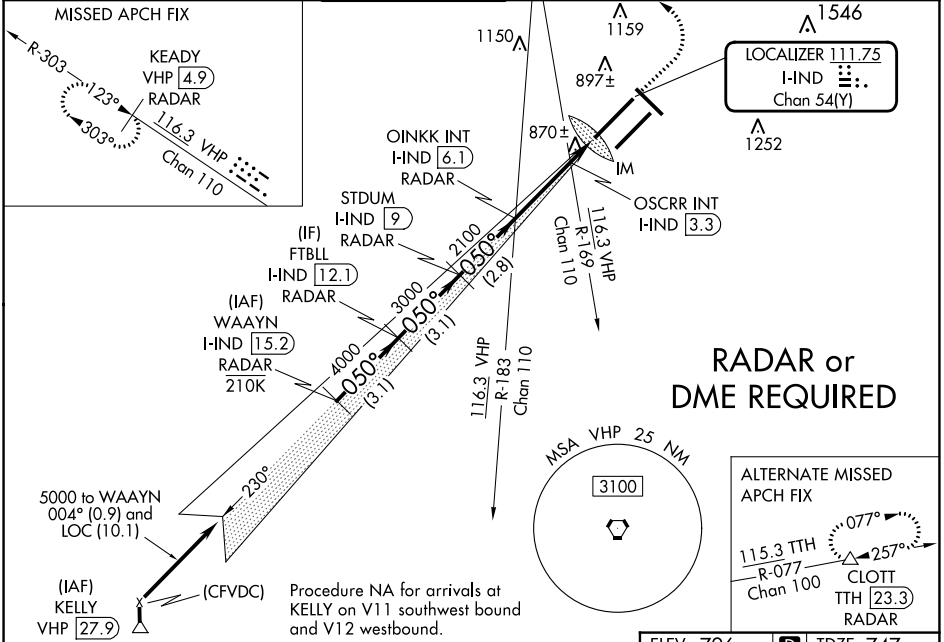 MISSED APCH FIX
R-303
KEADY
VHP 4.9
RADAR
123°
303°
116.3 VHP
Chan 110
1150
1159
1546
897±
870±
1252
LOCALIZER 111.75
I-IND
Chan 54(Y)
IM
OINKK INT
I-IND 6.1
RADAR
OSCRR INT
I-IND 3.3
STDUM
I-IND 9
RADAR
(IF)
FTBLL
I-IND 12.1
RADAR
(IAF)
WAAYN
I-IND 15.2
RADAR
210K
2100
050°
(2.8)
3000
050°
(3.1)
4000
050°
(3.1)
230°
116.3 VHP
R-169
Chan 110
116.3 VHP
R-183
Chan 110
RADAR or
DME REQUIRED
MSA VHP 25 NM
3100
5000 to WAAYN
004° (0.9) and
LOC (10.1)
(IAF)
KELLY
VHP 27.9
(CFVDC)
Procedure NA for arrivals at
KELLY on V11 southwest bound
and V12 westbound.
ALTERNATE MISSED
APCH FIX
077°
257°
115.3 TTH
R-077
Chan 100
CLOTT
TTH 23.3
RADAR